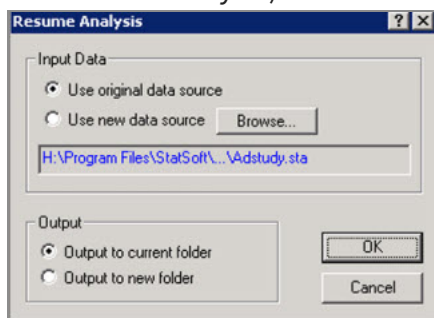 Resume Analysis ? ×
Input Data
Use original data source
Use new data source Browse...
H:\Program Files\StatSoft\...\Adstudy.sta
Output
Output to current folder
Output to new folder
OK
Cancel